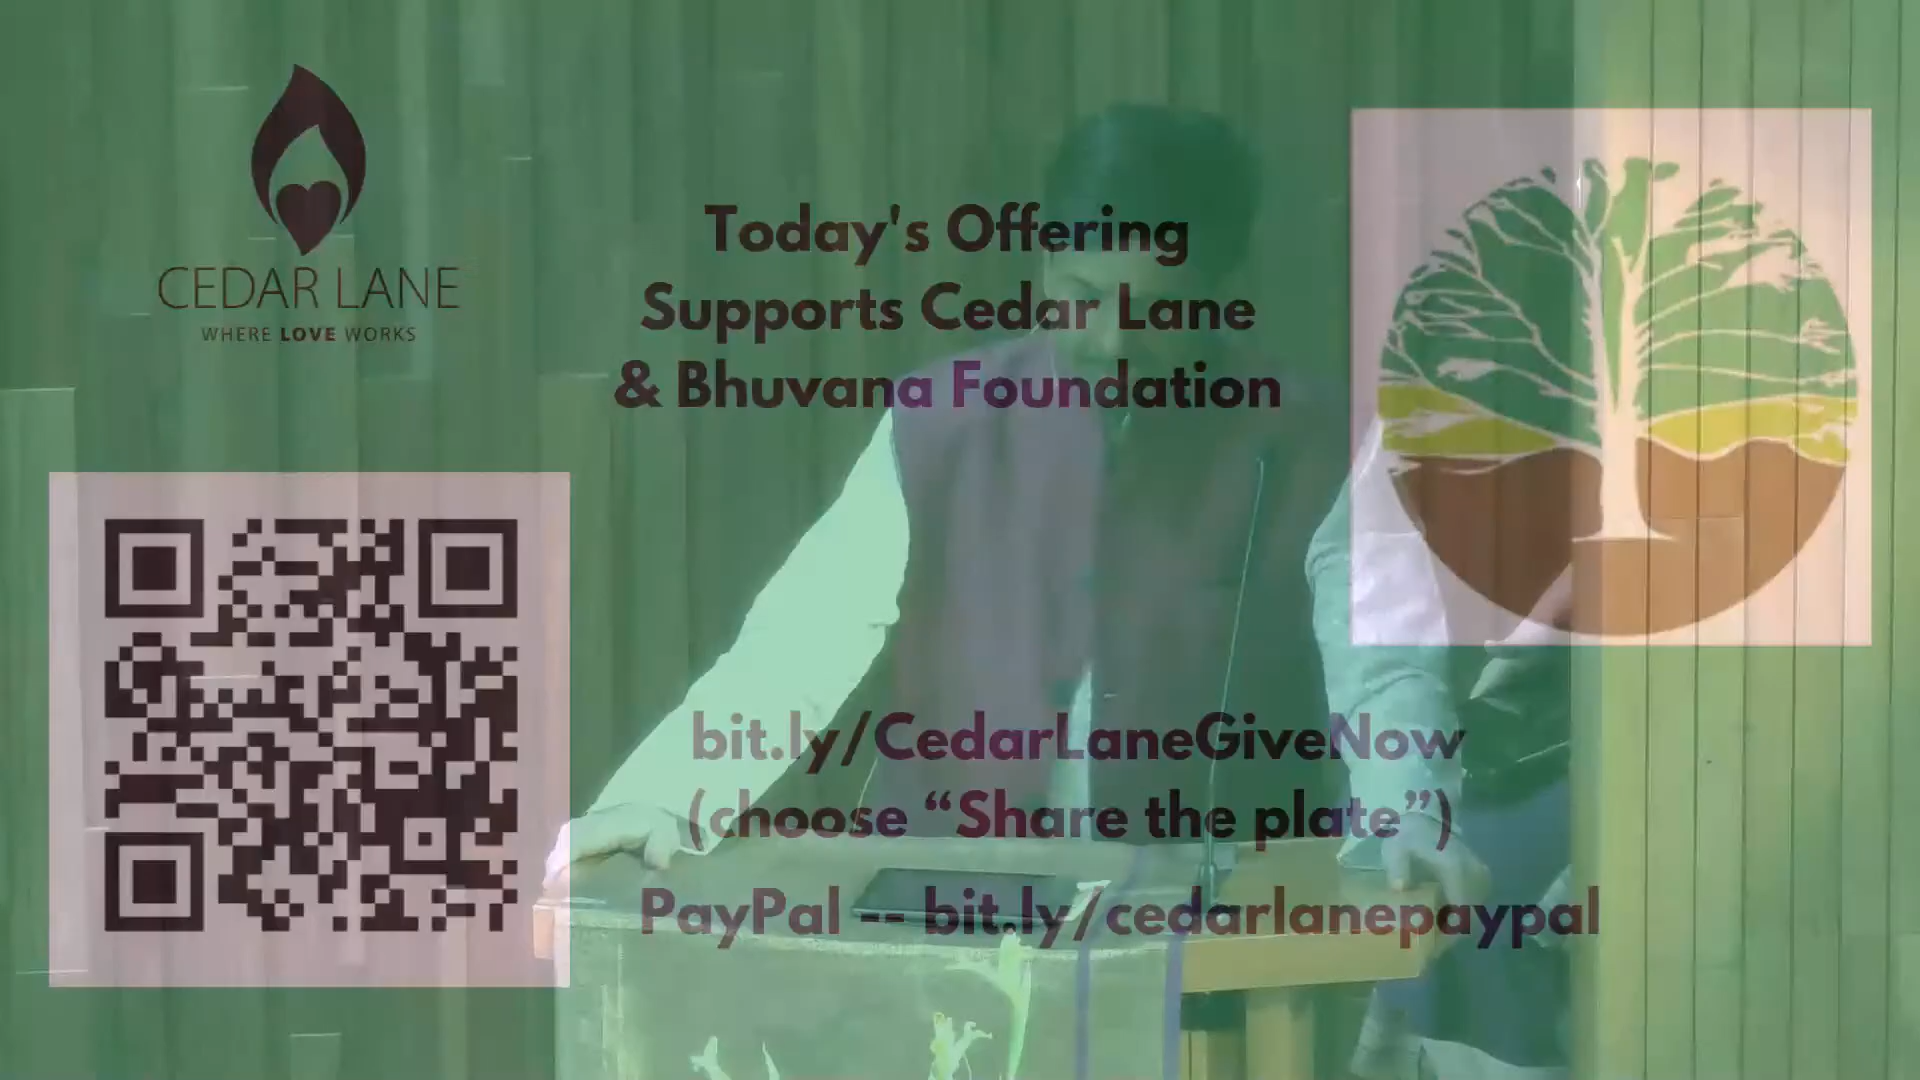 CEDAR LANE
WHERE LOVE WORKS
Today's Offering
Supports Cedar Lane
& Bhuvana Foundation
bit.ly/CedarLaneGiveNow
(choose “Share the plate”)
PayPal -- bit.ly/cedarlanepaypal